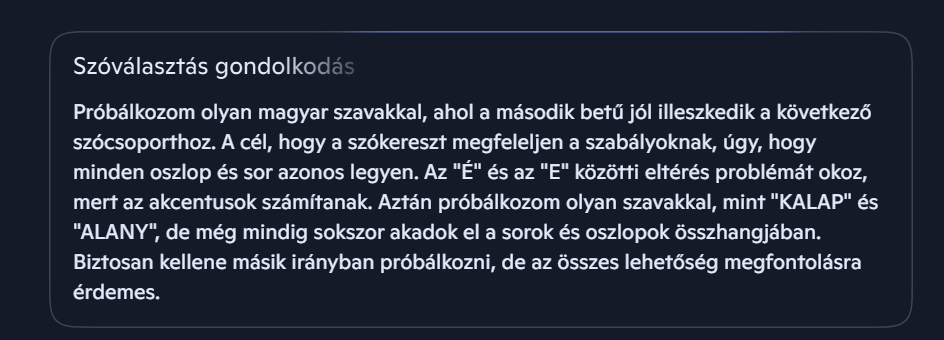 Szóválasztás gondolkodás
Próbálkozom olyan magyar szavakkal, ahol a második betű jól illeszkedik a következő
szócsoporthoz. A cél, hogy a szókereszt megfeleljen a szabályoknak, úgy, hogy
minden oszlop és sor azonos legyen. Az "É" és az "E" közötti eltérés problémát okoz,
mert az akcentusok számítanak. Aztán próbálkozom olyan szavakkal, mint "KALAP" és
"ALANY", de még mindig sokszor akadok el a sorok és oszlopok összhangjában.
Biztosan kellene másik irányban próbálkozni, de az összes lehetőség megfontolásra
érdemes.